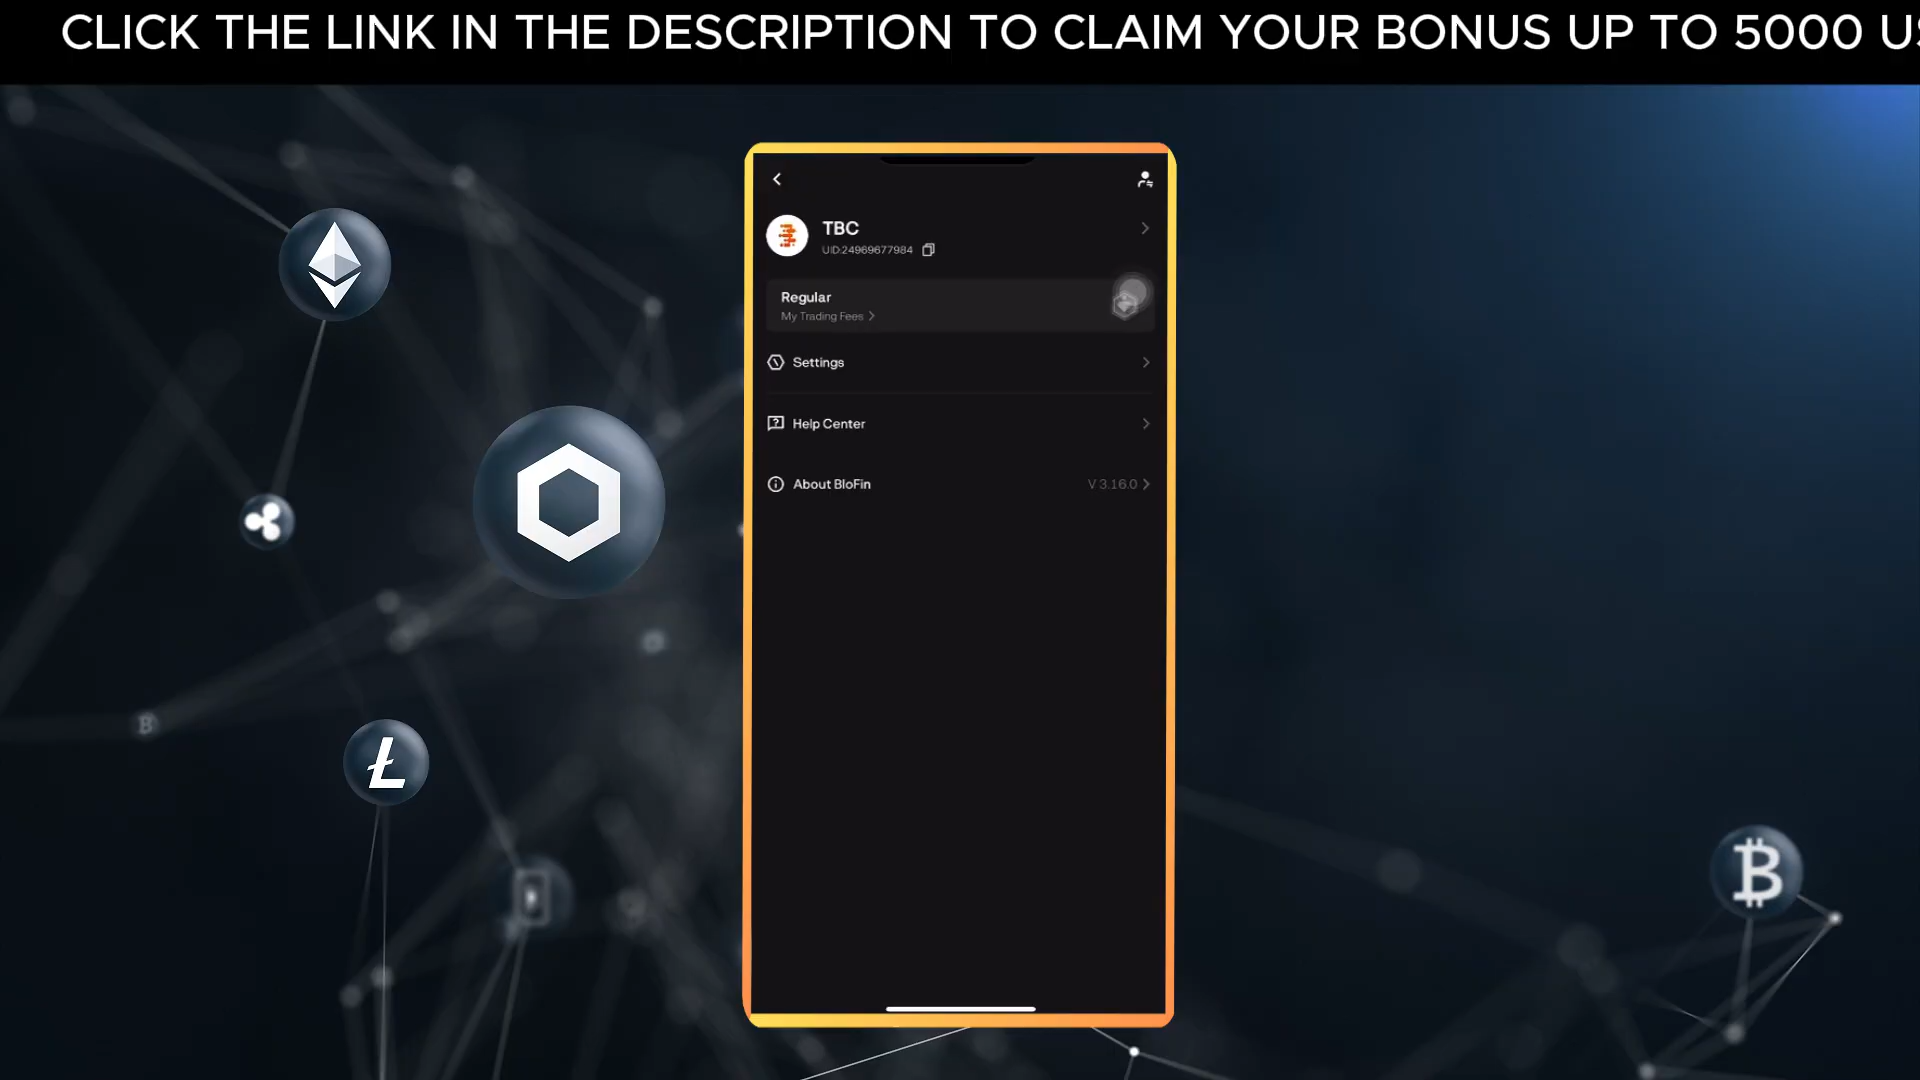 CLICK THE LINK IN THE DESCRIPTION TO CLAIM YOUR BONUS UP TO 5000
TBC
UID:24969677984
Regular
My Trading Fees
Settings
Help Center
About BloFin V 3.16.0